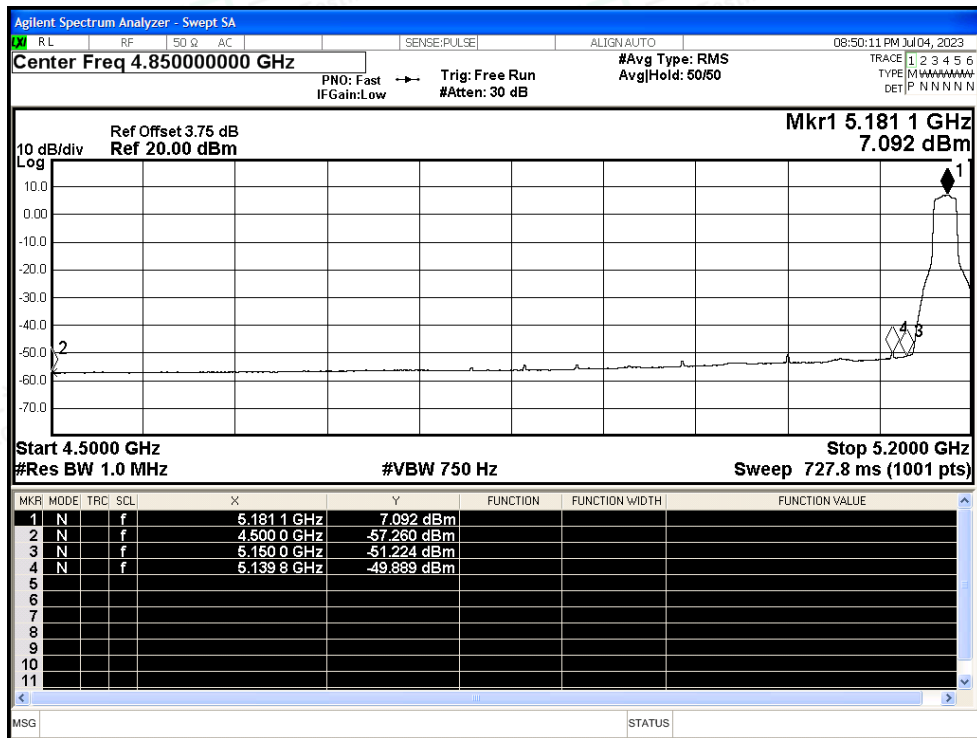 Agilent Spectrum Analyzer - Swept SA
LXI RL RF 50 Ω AC SENSE:PULSE ALIGN AUTO 08:50:11 PM Jul 04, 2023
Center Freq 4.850000000 GHz
PNO: Fast
IFGain:Low
Trig: Free Run
#Atten: 30 dB
#Avg Type: RMS
Avg|Hold: 50/50
TRACE 1 2 3 4 5 6
TYPE M WWWWW
DET P N N N N N
Mkr1 5.181 1 GHz
7.092 dBm
Ref Offset 3.75 dB
10 dB/div Ref 20.00 dBm
Log
1
10.0
0.00
-10.0
-20.0
-30.0
-40.0
4 3
-50.0 2
-60.0
-70.0
Start 4.5000 GHz Stop 5.2000 GHz
#Res BW 1.0 MHz #VBW 750 Hz Sweep 727.8 ms (1001 pts)
MKR MODE TRC SCL X Y FUNCTION FUNCTION WIDTH FUNCTION VALUE
1 N f 5.181 1 GHz 7.092 dBm
2 N f 4.500 0 GHz -57.260 dBm
3 N f 5.150 0 GHz -51.224 dBm
4 N f 5.139 8 GHz -49.889 dBm
5
6
7
8
9
10
11
MSG STATUS